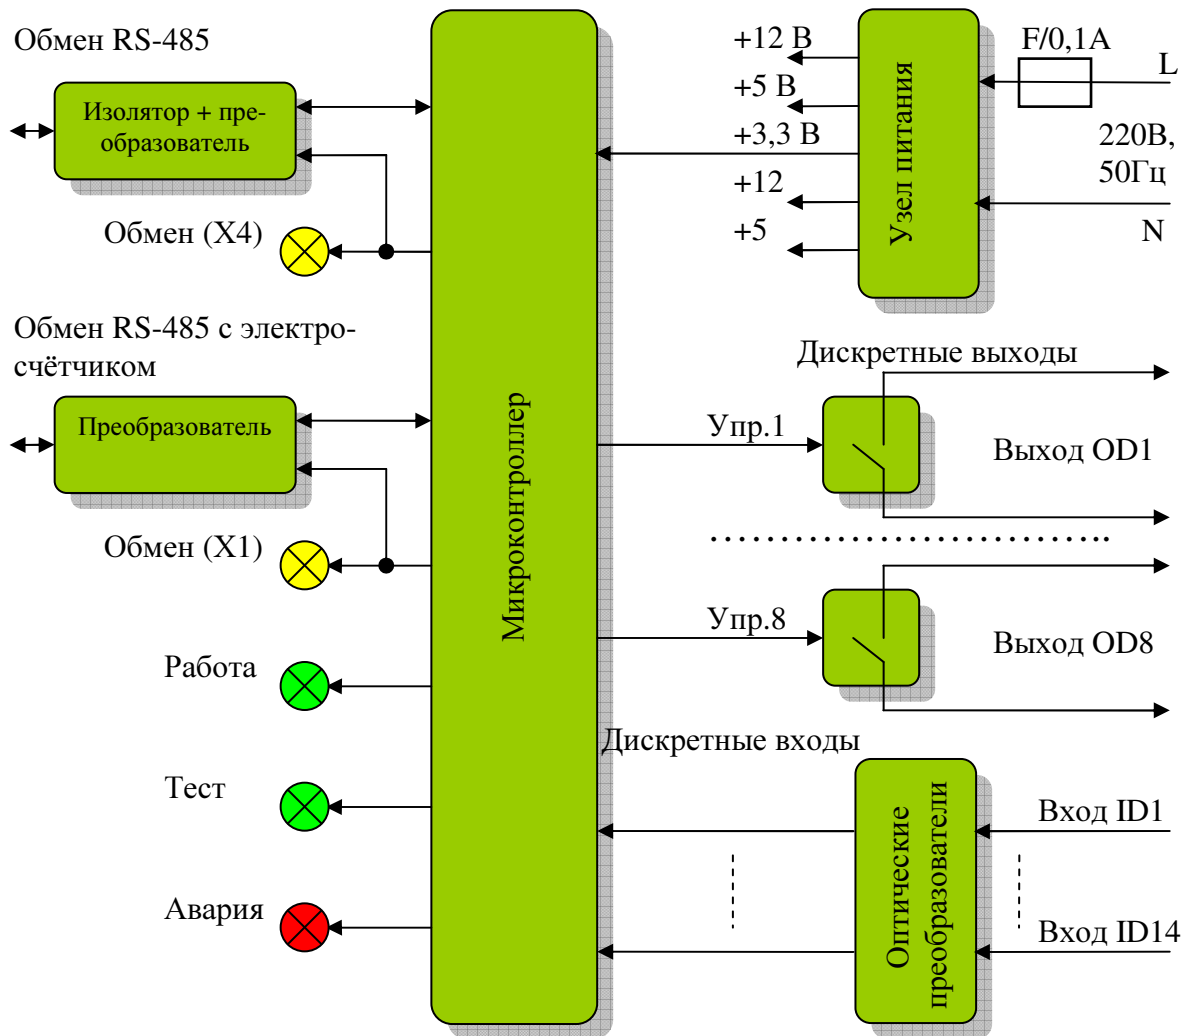 Обмен RS-485
Изолятор + пре-
образователь
Обмен (X4)
Обмен RS-485 с электро-
счётчиком
Преобразователь
Обмен (X1)
Работа
Тест
Авария
Микроконтроллер
+12 В
+5 В
+3,3 В
+12
+5
Узел питания
F/0,1A
L
220В,
50Гц
N
Дискретные выходы
Упр.1
Выход OD1
Упр.8
Выход OD8
Дискретные входы
Оптические
преобразователи
Вход ID1
Вход ID14